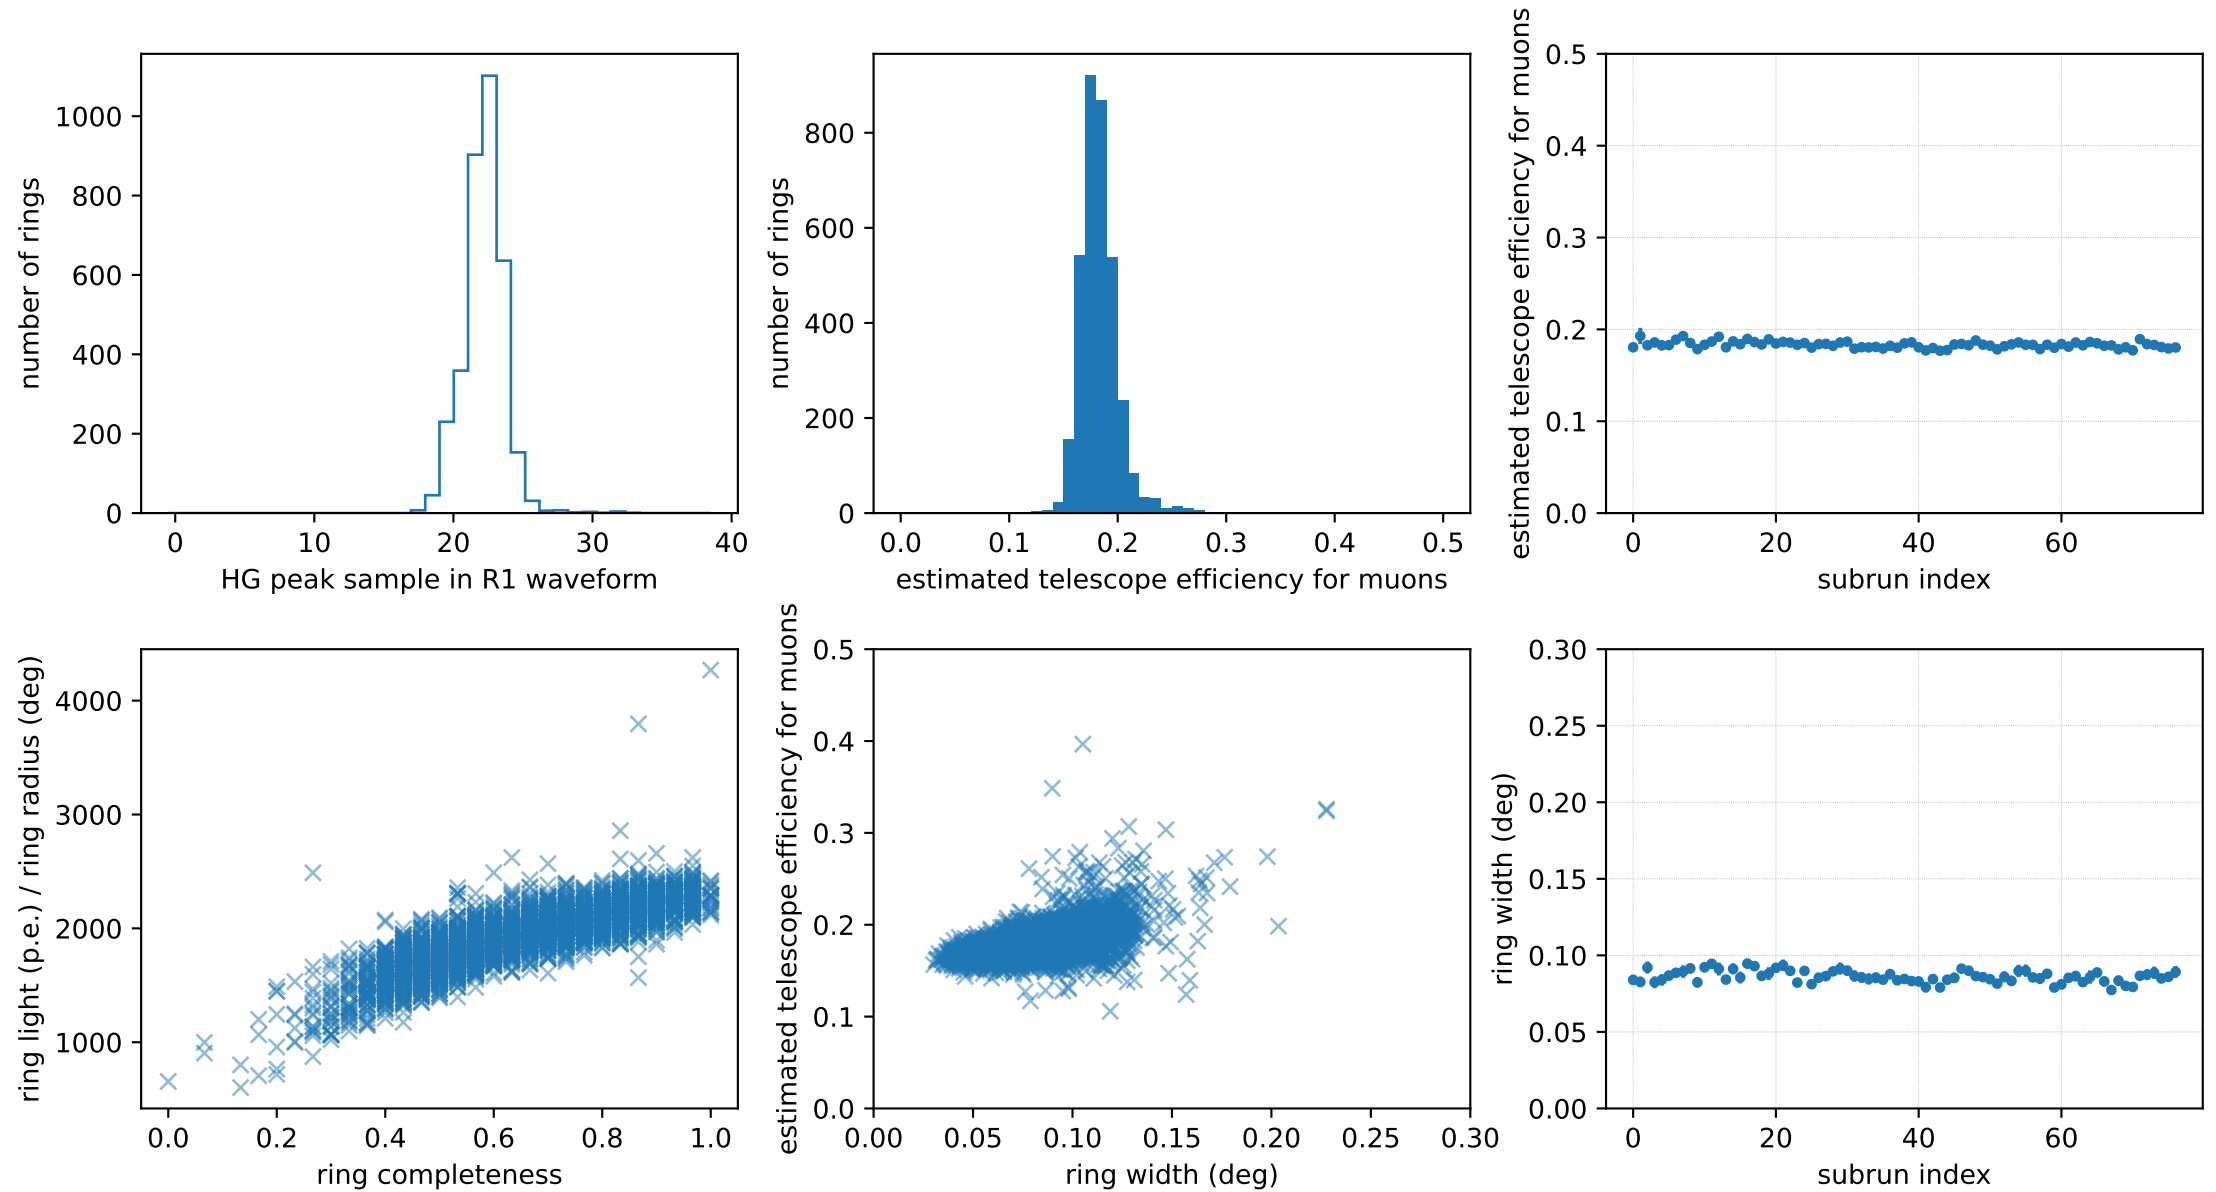 number of rings
1000
800
600
400
200
0
0 10 20 30 40
HG peak sample in R1 waveform
number of rings
800
600
400
200
0
0.0 0.1 0.2 0.3 0.4 0.5
estimated telescope efficiency for muons
estimated telescope efficiency for muons
0.5
0.4
0.3
0.2
0.1
0.0
0 20 40 60
subrun index
ring light (p.e.) / ring radius (deg)
4000
3000
2000
1000
0.0 0.2 0.4 0.6 0.8 1.0
ring completeness
estimated telescope efficiency for muons
0.5
0.4
0.3
0.2
0.1
0.0
0.00 0.05 0.10 0.15 0.20 0.25 0.30
ring width (deg)
ring width (deg)
0.30
0.25
0.20
0.15
0.10
0.05
0.00
0 20 40 60
subrun index